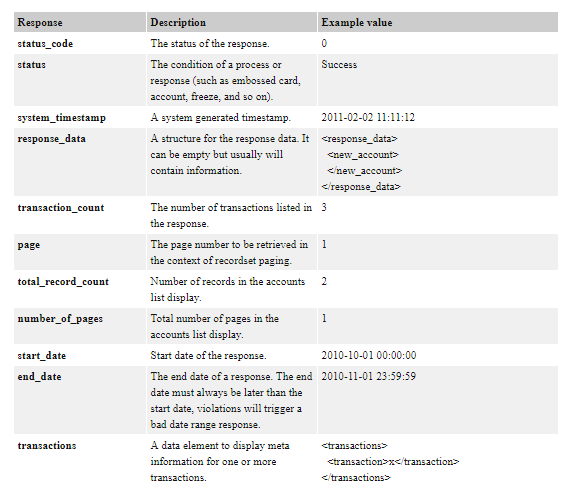 Response Description Example value
status_code The status of the response. 0
status The condition of a process or Success
response (such as embossed card,
account, freeze, and so on).
system_timestamp A system generated timestamp. 2011-02-02 11:11:12
response_data A structure for the response data. It <response_data>
can be empty but usually will <new_account>
contain information. </new_account>
</response_data>
transaction_count The number of transactions listed in 3
the response.
page The page number to be retrieved in 1
the context of recordset paging.
total_record_count Number of records in the accounts 2
list display.
number_of_pages Total number of pages in the 1
accounts list display.
start_date Start date of the response. 2010-10-01 00:00:00
end_date The end date of a response. The end 2010-11-01 23:59:59
date must always be later than the
start date, violations will trigger a
bad date range response.
transactions A data element to display meta <transactions>
information for one or more <transaction>x</transaction>
transactions. </transactions>